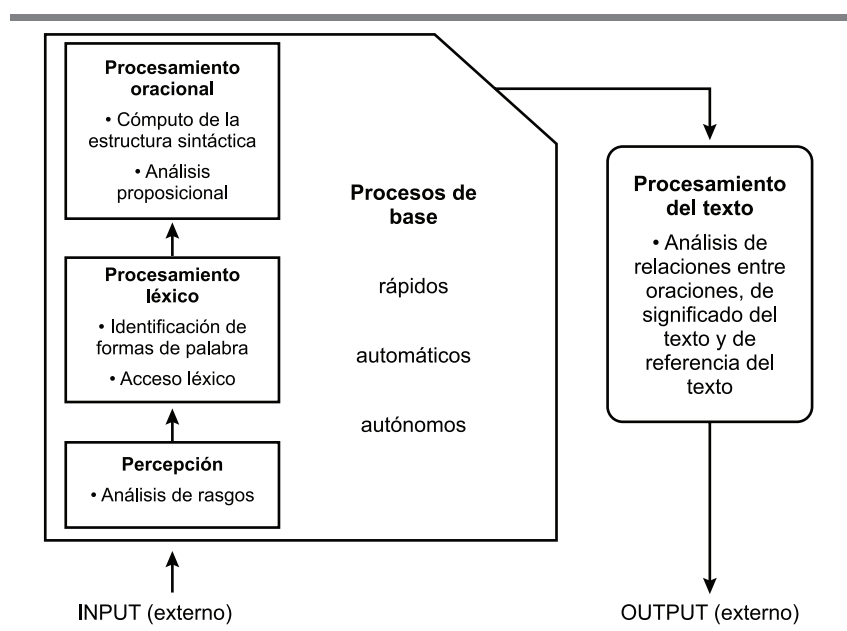 Procesamiento
oracional
• Cómputo de la
estructura sintáctica
• Análisis
proposicional
Procesamiento
léxico
• Identificación de
formas de palabra
• Acceso léxico
Percepción
• Análisis de rasgos
INPUT (externo)
Procesos de
base
rápidos
automáticos
autónomos
Procesamiento
del texto
• Análisis de
relaciones entre
oraciones, de
significado del
texto y de
referencia del
texto
OUTPUT (externo)